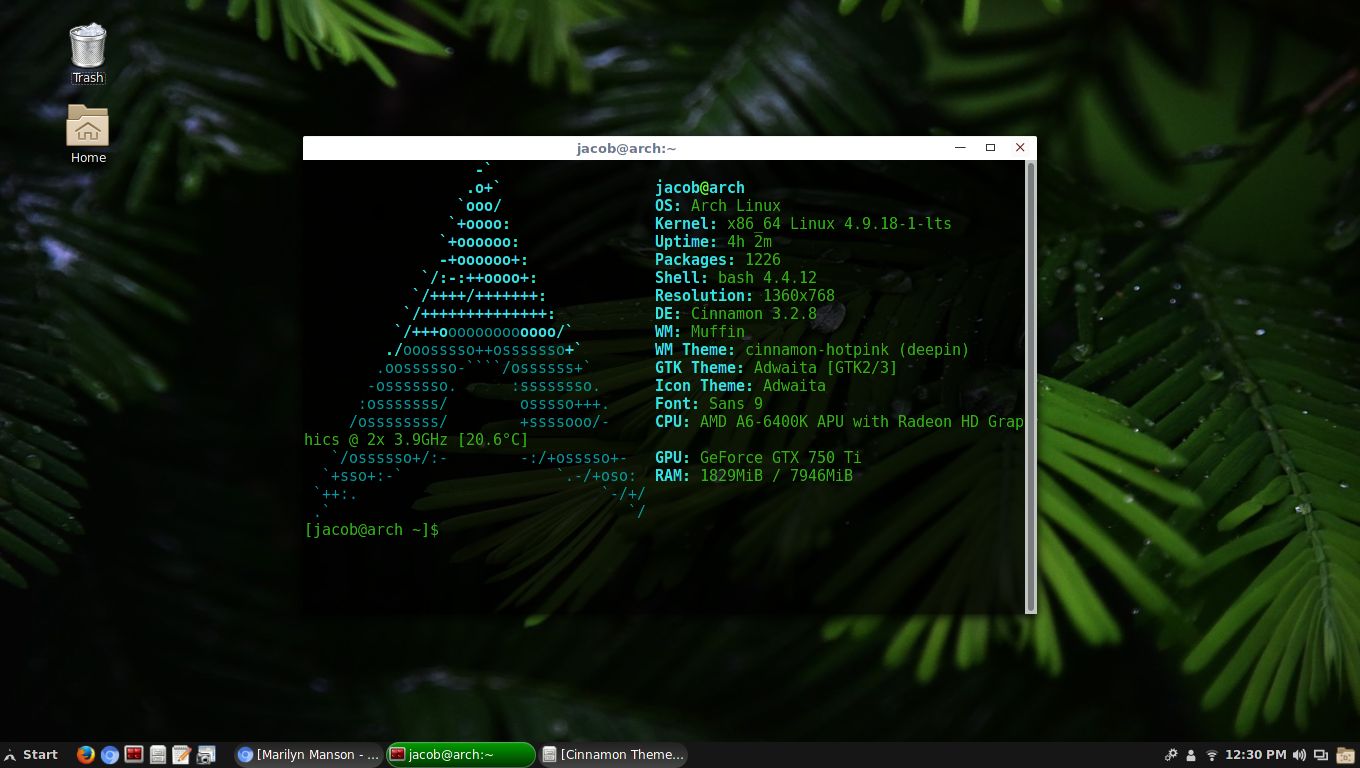 Trash
Home
jacob@arch:~
-`
.o+`
jacob@arch
`ooo/
OS: Arch Linux
`+oooo:
Kernel: x86_64 Linux 4.9.18-1-lts
`+oooooo:
Uptime: 4h 2m
-+oooooo+:
Packages: 1226
`/:-:++oooo+:
Shell: bash 4.4.12
`/++++/+++++++:
Resolution: 1360x768
`/++++++++++++++:
DE: Cinnamon 3.2.8
`/+++ooooooooooooo/`
WM: Muffin
./ooosssso++osssssso+`
WM Theme: cinnamon-hotpink (deepin)
.oossssso-````/ossssss+`
GTK Theme: Adwaita [GTK2/3]
-osssssso.      :ssssssso.
Icon Theme: Adwaita
:osssssss/        osssso+++.
Font: Sans 9
/ossssssss/        +ssssooo/-
CPU: AMD A6-6400K APU with Radeon HD Grap
hics @ 2x 3.9GHz [20.6°C]
`/ossssso+/:-        -:/+osssso+-
GPU: GeForce GTX 750 Ti
`+sso+:-`                 `.-/+oso:
RAM: 1829MiB / 7946MiB
`++:.                           `-/+/
.`                                 `/
[jacob@arch ~]$
Start
[Marilyn Manson - ...
jacob@arch:~
[Cinnamon Theme...
12:30 PM